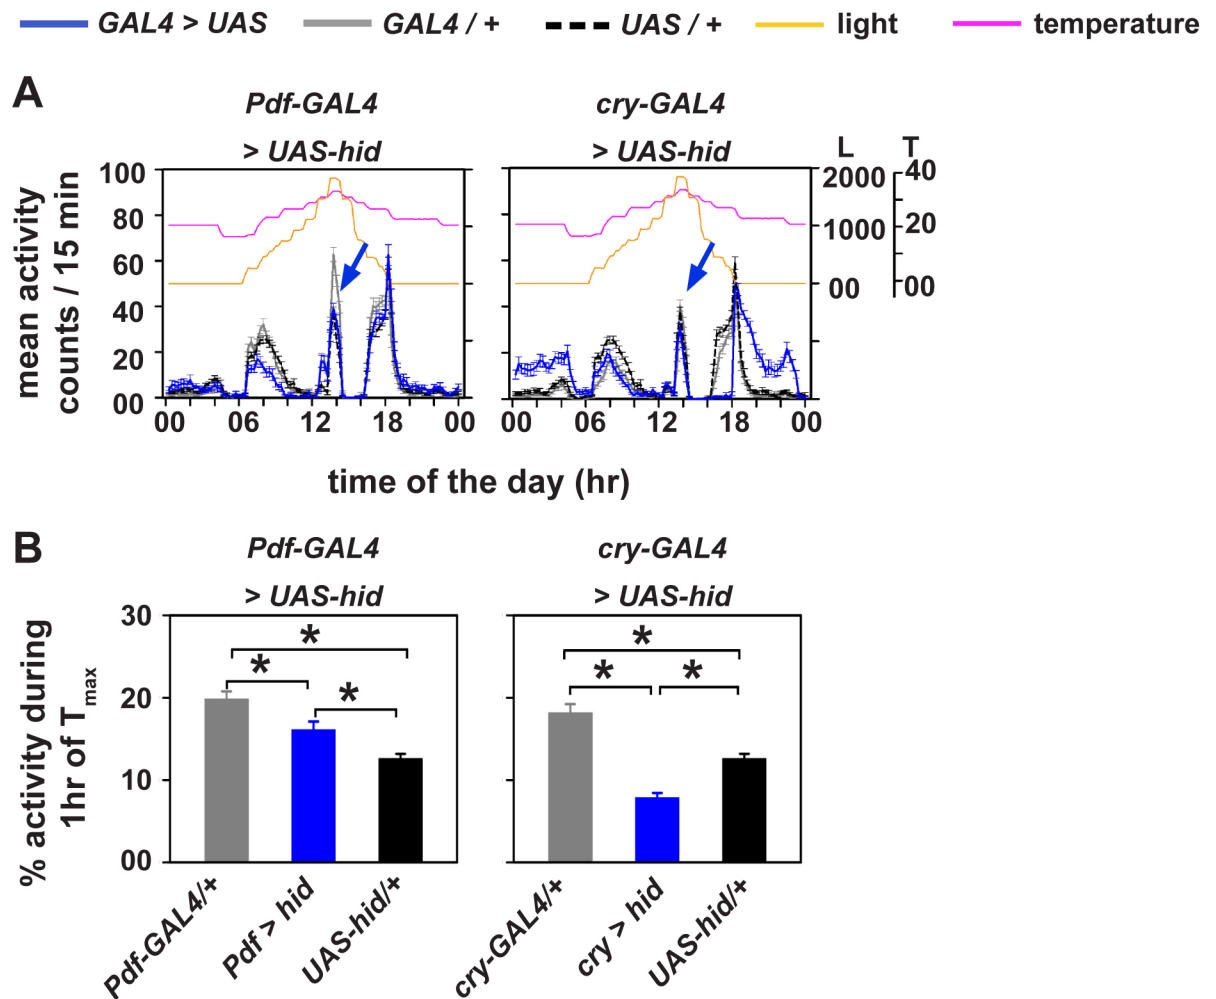 GAL4 > UAS GAL4 / + UAS / + light temperature
A
Pdf-GAL4
> UAS-hid
cry-GAL4
> UAS-hid
L T
mean activity
counts / 15 min
100
80
60
40
20
00
2000
1000
00
40
20
00
00 06 12 18 00
00 06 12 18 00
time of the day (hr)
B
Pdf-GAL4
> UAS-hid
cry-GAL4
> UAS-hid
% activity during
1hr of Tmax
30
20
10
00
* * *
* * *
Pdf-GAL4/+
Pdf > hid
UAS-hid/+
cry-GAL4/+
cry > hid
UAS-hid/+